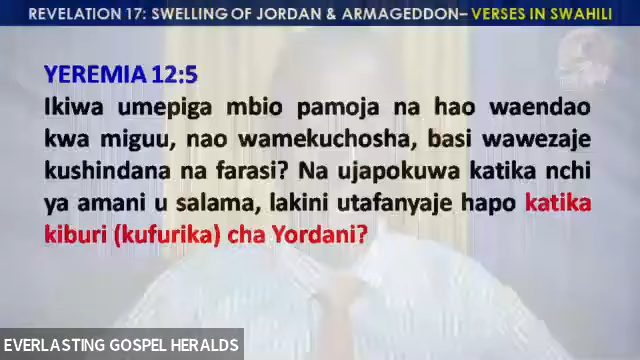 REVELATION 17: SWELLING OF JORDAN & ARMAGEDDON– VERSES IN SWAHILI
YEREMIA 12:5
Ikiwa umepiga mbio pamoja na hao waendao
kwa miguu, nao wamekuchosha, basi wawezaje
kushindana na farasi? Na ujapokuwa katika nchi
ya amani u salama, lakini utafanyaje hapo katika
kiburi (kufurika) cha Yordani?
EVERLASTING GOSPEL HERALDS